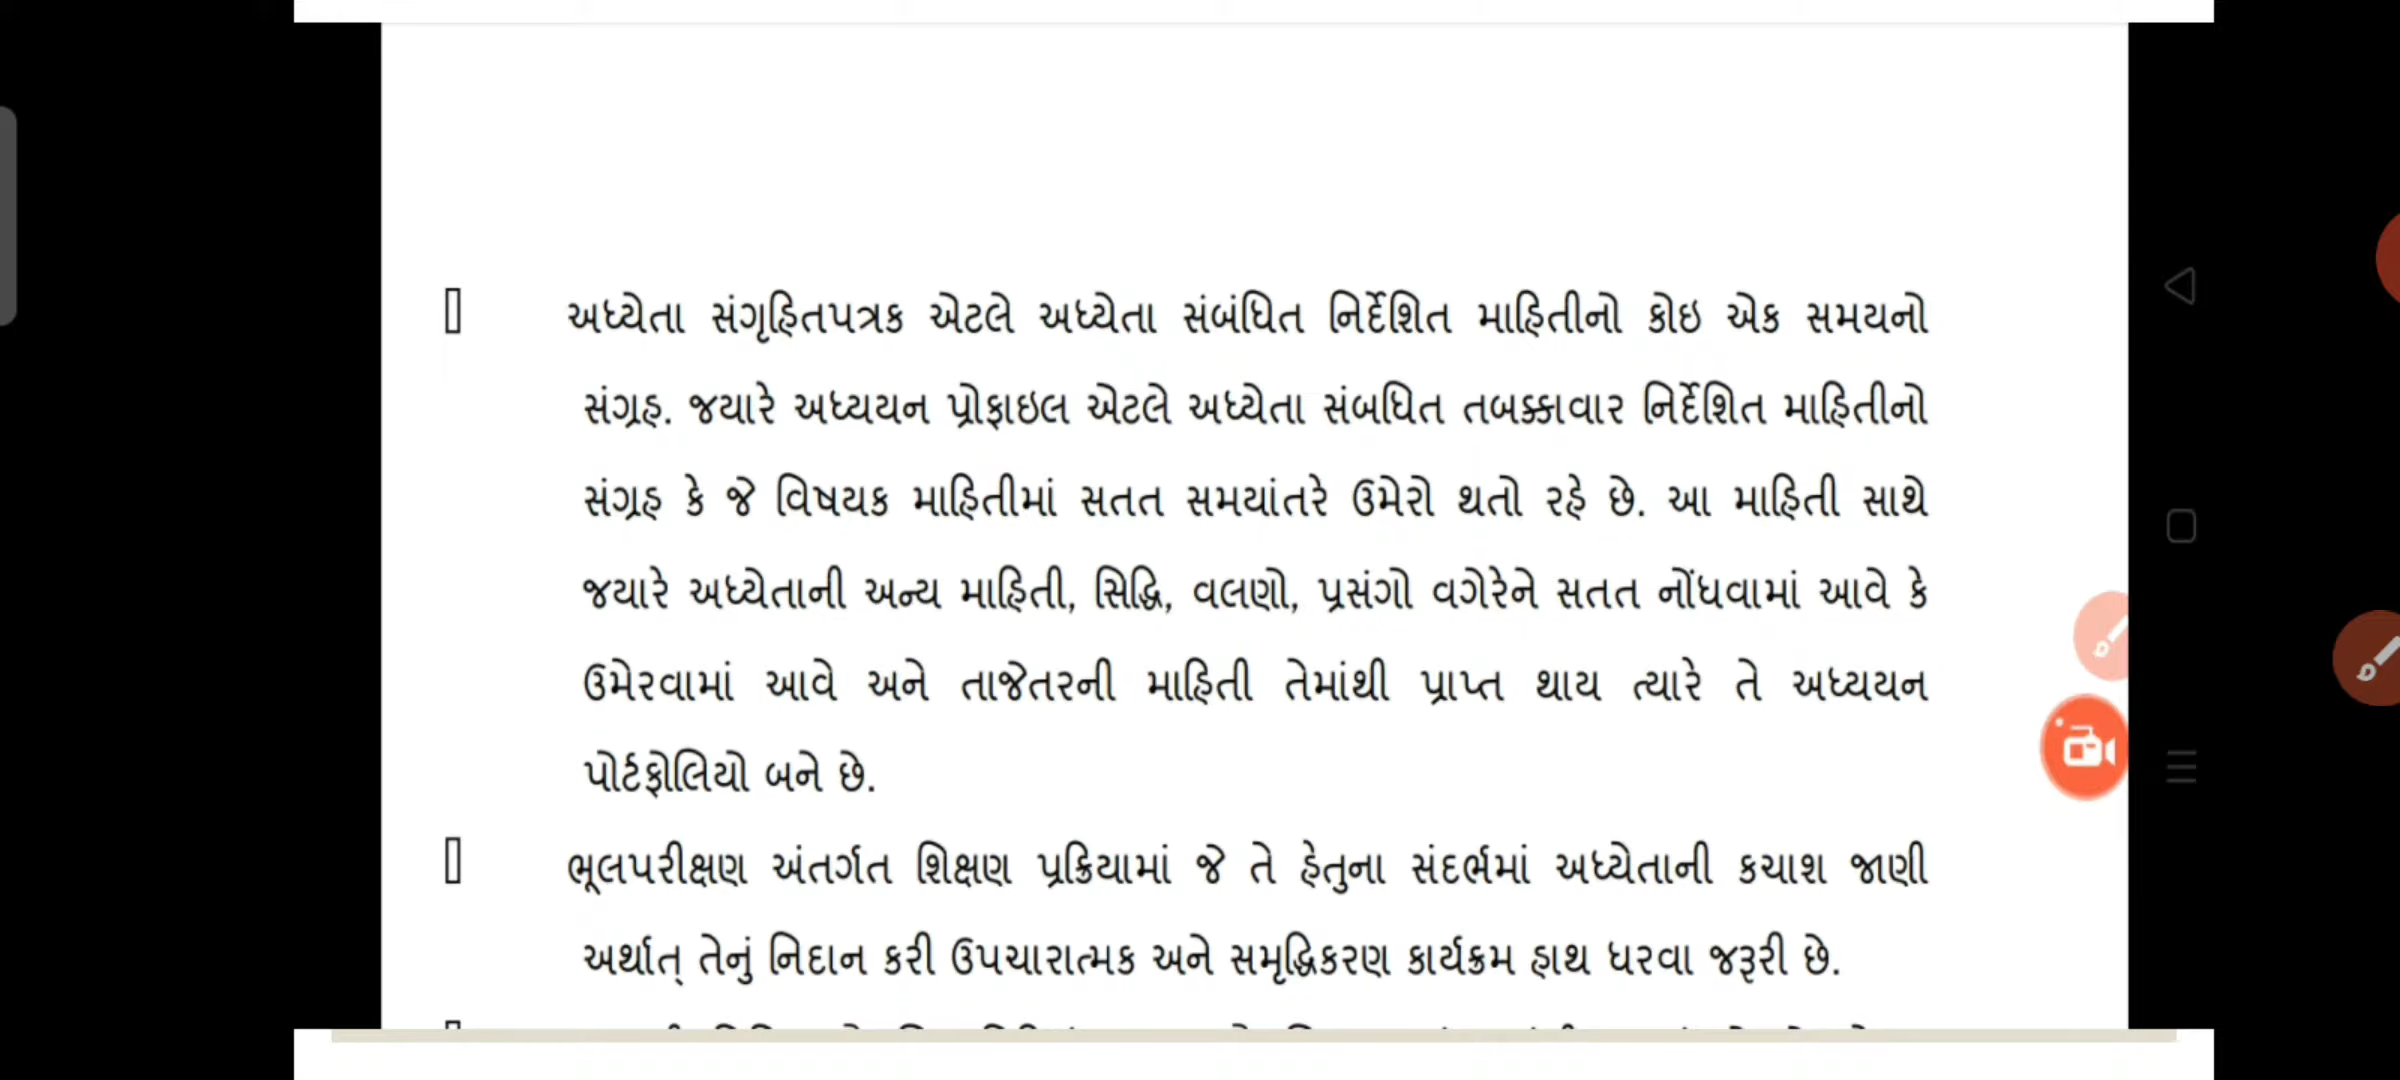 અધ્યેતા સંગૃહિતપત્રક એટલે અધ્યેતા સંબંધિત નિર્દેશિત માહિતીનો કોઇ એક સમયનો
સંગ્રહ. જયારે અધ્યયન પ્રોફાઇલ એટલે અધ્યેતા સંબધિત તબક્કાવાર નિર્દેશિત માહિતીનો
સંગ્રહ કે જે વિષયક માહિતીમાં સતત સમયાંતરે ઉમેરો થતો રહે છે. આ માહિતી સાથે
જયારે અધ્યેતાની અન્ય માહિતી, સિદ્ધિ, વલણો, પ્રસંગો વગેરેને સતત નોંધવામાં આવે કે
ઉમેરવામાં આવે અને તાજેતરની માહિતી તેમાંથી પ્રાપ્ત થાય ત્યારે તે અધ્યયન
પોર્ટફોલિયો બને છે.
ભૂલપરીક્ષણ અંતર્ગત શિક્ષણ પ્રક્રિયામાં જે તે હેતુના સંદર્ભમાં અધ્યેતાની કચાશ જાણી
અર્થાત્ તેનું નિદાન કરી ઉપચારાત્મક અને સમૃદ્ધિકરણ કાર્યક્રમ હાથ ધરવા જરૂરી છે.